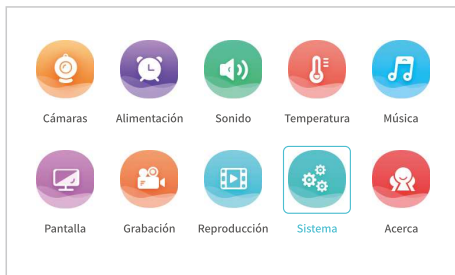 Cámaras Alimentación Sonido Temperatura Música
Pantalla Grabación Reproducción Sistema Acerca